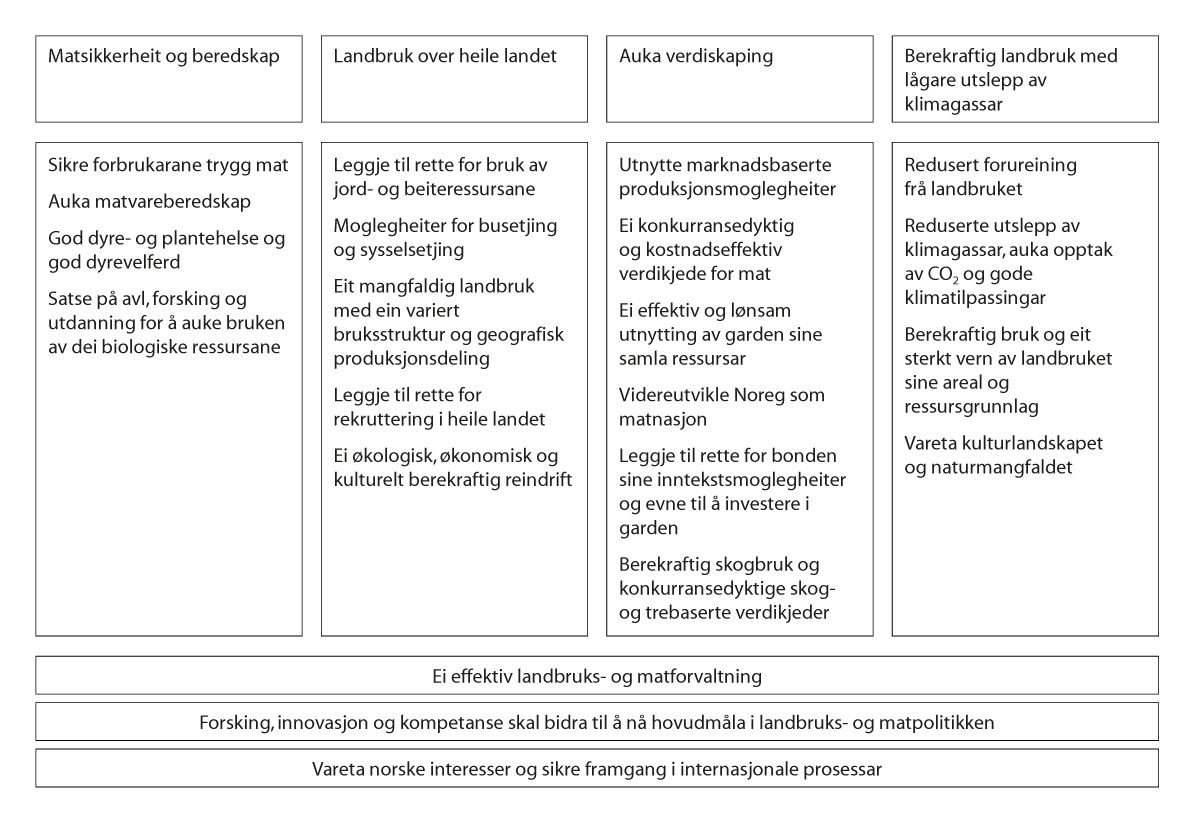 Matsikkerheit og beredskap
Landbruk over heile landet
Auka verdiskaping
Berekraftig landbruk med
lågare utslepp av
klimagassar
Sikre forbrukarane trygg mat
Auka matvareberedskap
God dyre- og plantehelse og
god dyrevelferd
Satse på avl, forsking og
utdanning for å auke bruken
av dei biologiske ressursane
Leggje til rette for bruk av
jord- og beiteressursane
Moglegheiter for busetjing
og sysselsetjing
Eit mangfaldig landbruk
med ein variert
bruksstruktur og geografisk
produksjonsdeling
Leggje til rette for
rekruttering i heile landet
Ei økologisk, økonomisk og
kulturelt berekraftig reindrift
Utnytte marknadsbaserte
produksjonsmoglegheiter
Ei konkurransedyktig
og kostnadseffektiv
verdikjede for mat
Ei effektiv og lønsam
utnytting av garden sine
samla ressursar
Videreutvikle Noreg som
matnasjon
Leggje til rette for bonden
sine inntekstsmoglegheiter
og evne til å investere i
garden
Berekraftig skogbruk og
konkurransedyktige skog-
og trebaserte verdikjeder
Redusert forureining
frå landbruket
Reduserte utslepp av
klimagassar, auka opptak
av CO₂ og gode
klimatilpassingar
Berekraftig bruk og eit
sterkt vern av landbruket
sine areal og
ressursgrunnlag
Vareta kulturlandskapet
og naturmangfaldet
Ei effektiv landbruks- og matforvaltning
Forsking, innovasjon og kompetanse skal bidra til å nå hovudmåla i landbruks- og matpolitikken
Vareta norske interesser og sikre framgang i internasjonale prosessar